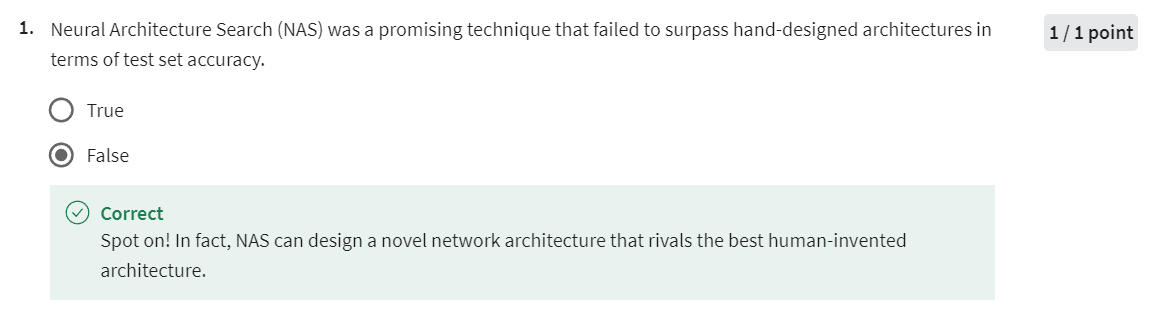 1. Neural Architecture Search (NAS) was a promising technique that failed to surpass hand-designed architectures in
terms of test set accuracy.
1 / 1 point
True
False
Correct
Spot on! In fact, NAS can design a novel network architecture that rivals the best human-invented
architecture.